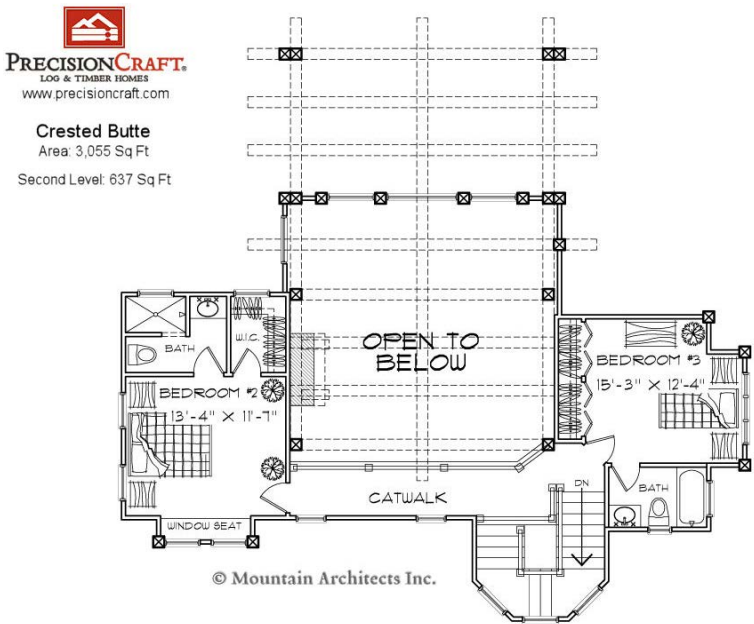 PRECISIONCRAFT®
LOG & TIMBER HOMES
www.precisioncraft.com
Crested Butte
Area: 3,055 Sq Ft
Second Level: 637 Sq Ft
BATH
W.I.C.
OPEN TO
BELOW
BEDROOM #2
13'-4" X 11'-7"
BEDROOM #3
15'-3" X 12'-4"
CATWALK
DN
BATH
WINDOW SEAT
© Mountain Architects Inc.